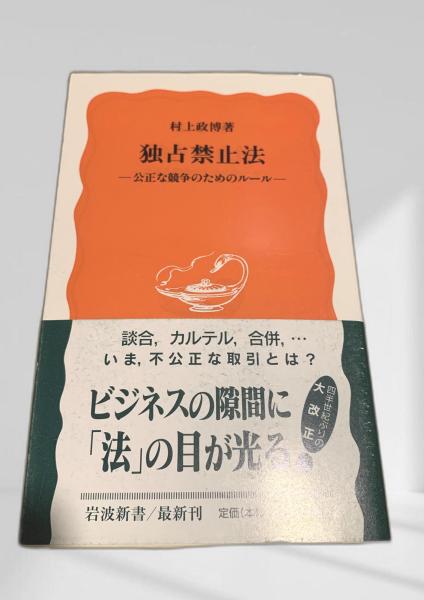 村上政博著
独占禁止法
―公正な競争のためのルール―
談合, カルテル, 合併, …
いま, 不公正な取引とは？
ビジネスの隙間に
「法」の目が光る
四半世紀ぶりの
大改正
岩波新書/最新刊
定価(本